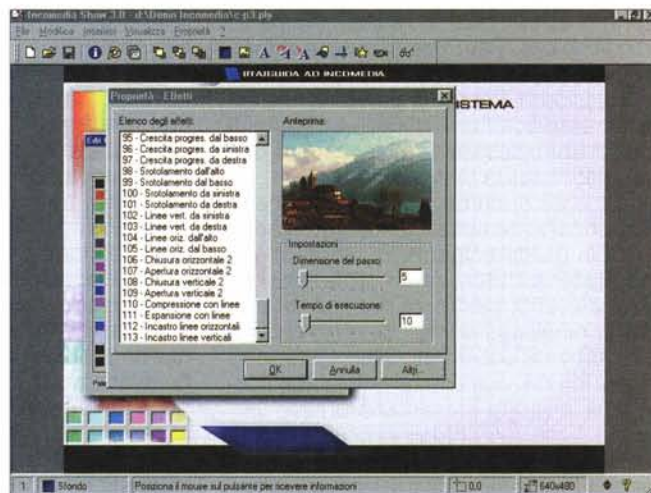 Incomedia Show 3.0 - d:\Demo Incomedia\c-p3.ply
File Modifica Inserisci Visualizza Proprietà ?
ITAIGUIDA AD INCOMEDIA
Proprietà - Effetti
SISTEMA
Elenco degli effetti:
95 - Crescita progres. dal basso
96 - Crescita progres. da sinistra
97 - Crescita progres. da destra
98 - Srotolamento dall'alto
99 - Srotolamento dal basso
100 - Srotolamento da sinistra
101 - Srotolamento da destra
102 - Linee vert. da sinistra
103 - Linee vert. da destra
104 - Linee oriz. dall'alto
105 - Linee oriz. dal basso
106 - Chiusura orizzontale 2
107 - Apertura orizzontale 2
108 - Chiusura verticale 2
109 - Apertura verticale 2
110 - Compressione con linee
111 - Espansione con linee
112 - Incastro linee orizzontali
113 - Incastro linee verticali
Anteprima:
Impostazioni
Dimensione del passo:
5
Tempo di esecuzione:
10
OK
Annulla
Altri...
1
Sfondo
Posiziona il mouse sul pulsante per ricevere informazioni
0,0
640x480